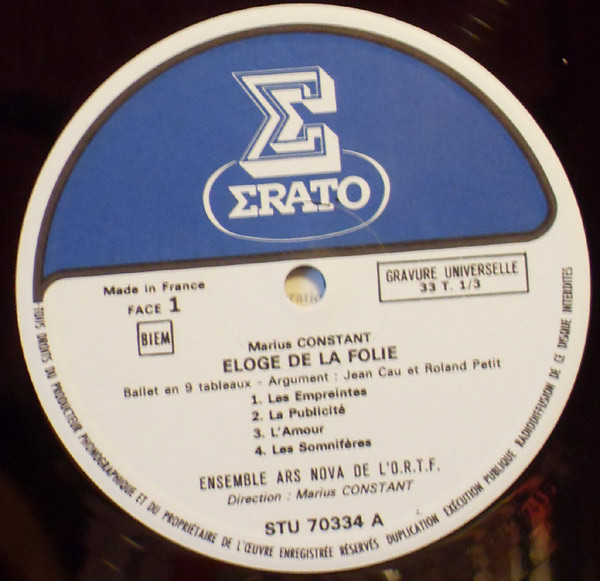 ΣRATO
Made in France
FACE 1
BIEM
GRAVURE UNIVERSELLE
33 T. 1/3
Marius CONSTANT
ELOGE DE LA FOLIE
Ballet en 9 tableaux - Argument : Jean Cau et Roland Petit
1. Les Empreintes
2. La Publicité
3. L'Amour
4. Les Somnifères
ENSEMBLE ARS NOVA DE L'O.R.T.F.
Direction : Marius CONSTANT
STU 70334 A
TOUS DROITS DU PRODUCTEUR PHONOGRAPHIQUE ET DU PROPRIÉTAIRE DE L'ŒUVRE ENREGISTRÉE RÉSERVÉS DUPLICATION EXÉCUTION PUBLIQUE RADIODIFFUSION DE CE DISQUE INTERDITES